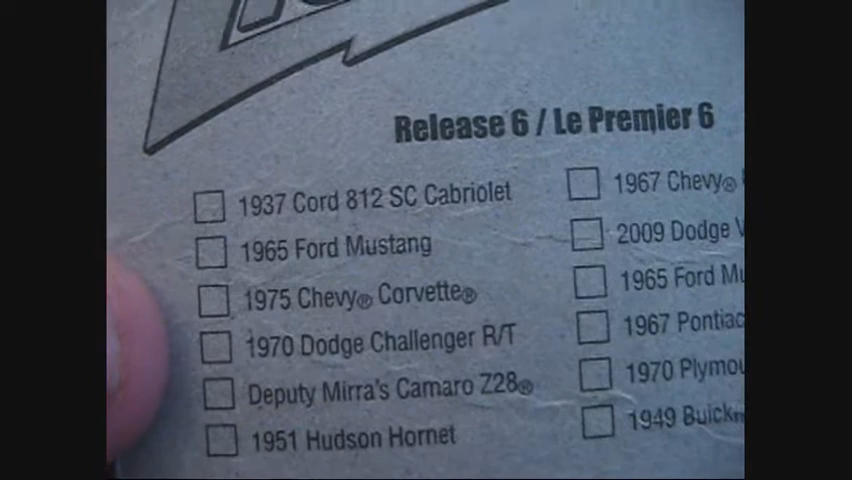 Release 6 / Le Premier 6
1937 Cord 812 SC Cabriolet
1965 Ford Mustang
1975 Chevy® Corvette®
1970 Dodge Challenger R/T
Deputy Mirra's Camaro Z28®
1951 Hudson Hornet
1967 Chevy®
2009 Dodge
1965 Ford
1967 Pontiac
1970
1949 Buick